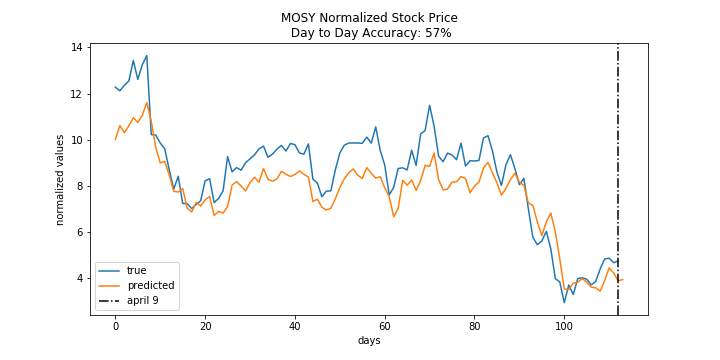 MOSY Normalized Stock Price
Day to Day Accuracy: 57%
normalized values
14
12
10
8
6
4
true
predicted
april 9
0
20
40
60
80
100
days